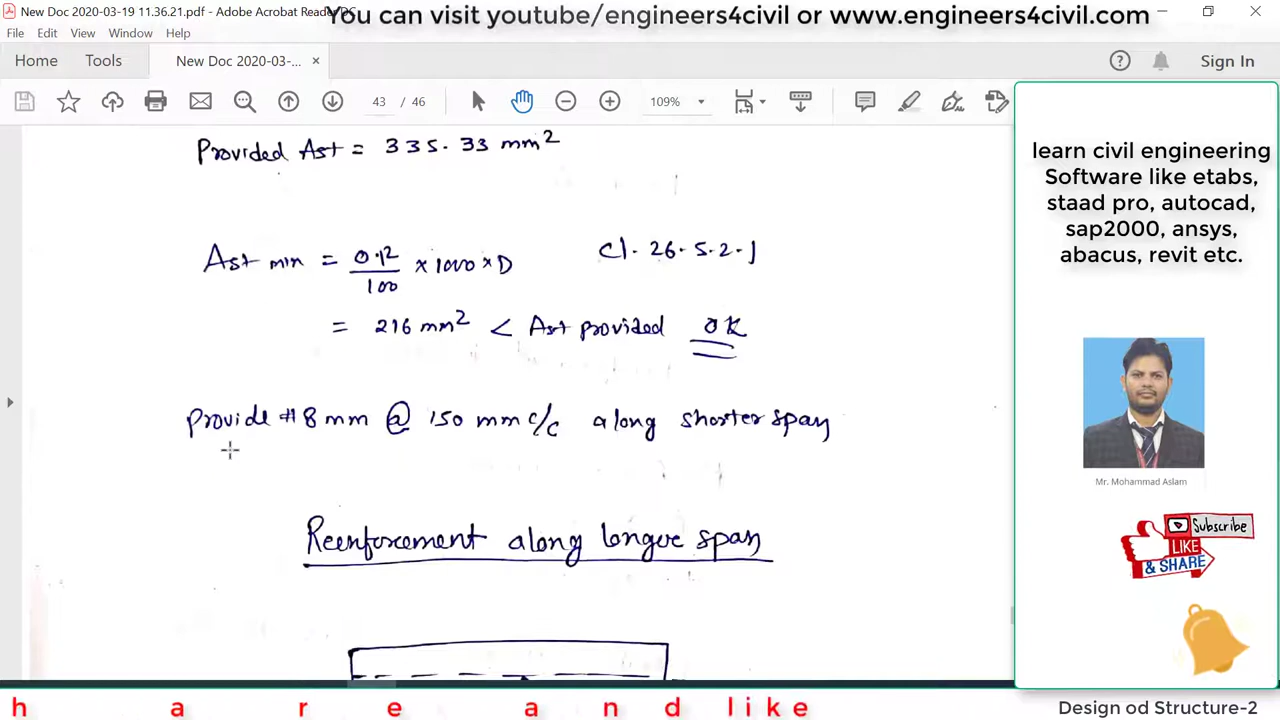 New Doc 2020-03-19 11.36.21.pdf - Adobe Acrobat Reader DC
You can visit youtube/engineers4civil or www.engineers4civil.com
File Edit View Window Help
Home Tools New Doc 2020-03-... × Sign In
43 / 46 109%
Provided Ast = 335.33 mm2
Ast min = 0.12/100 × 1000 × D Cl. 26.5.2.1
= 216 mm2 < Ast provided OK
Provide #8 mm @ 150 mm c/c along shorter span
Reenforcement along longer span
learn civil engineering
Software like etabs,
staad pro, autocad,
sap2000, ansys,
abacus, revit etc.
Mr. Mohammad Aslam
Subscribe
LIKE
& SHARE
h a r e a n d l i k e
Design od Structure-2